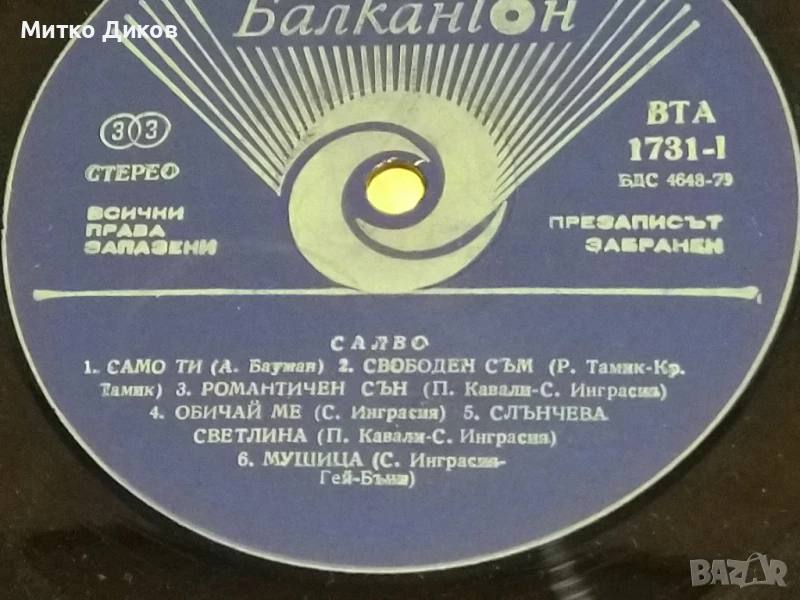 Митко Диков
Балкантон
33
СТЕРЕО
ВСИЧКИ
ПРАВА
ЗАПАЗЕНИ
ВТА
1731-I
БДС 4648-79
ПРЕЗАПИСЪТ
ЗАБРАНЕН
САЛВО
1. САМО ТИ (А. Бауман) 2. СВОБОДЕН СЪМ (Р. Тамик-Кр.
Тамик) 3. РОМАНТИЧЕН СЪН (П. Кавали-С. Инграсия)
4. ОБИЧАЙ МЕ (С. Инграсия) 5. СЛЪНЧЕВА
СВЕТЛИНА (П. Кавали-С. Инграсия)
6. МУШИЦА (С. Инграсия-
Гей-Бъни)
BAZAR